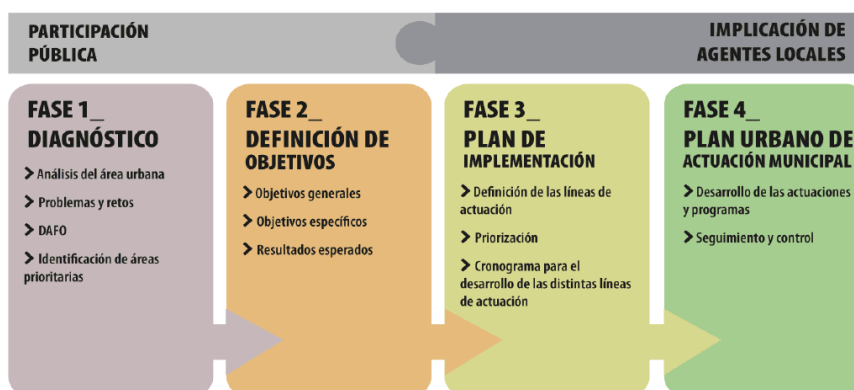 PARTICIPACIÓN
PÚBLICA
IMPLICACIÓN DE
AGENTES LOCALES
FASE 1_
DIAGNÓSTICO
> Análisis del área urbana
> Problemas y retos
> DAFO
> Identificación de áreas
prioritarias
FASE 2_
DEFINICIÓN DE
OBJETIVOS
> Objetivos generales
> Objetivos específicos
> Resultados esperados
FASE 3_
PLAN DE
IMPLEMENTACIÓN
> Definición de las líneas de
actuación
> Priorización
> Cronograma para el
desarrollo de las distintas líneas
de actuación
FASE 4_
PLAN URBANO DE
ACTUACIÓN MUNICIPAL
> Desarrollo de las actuaciones
y programas
> Seguimiento y control